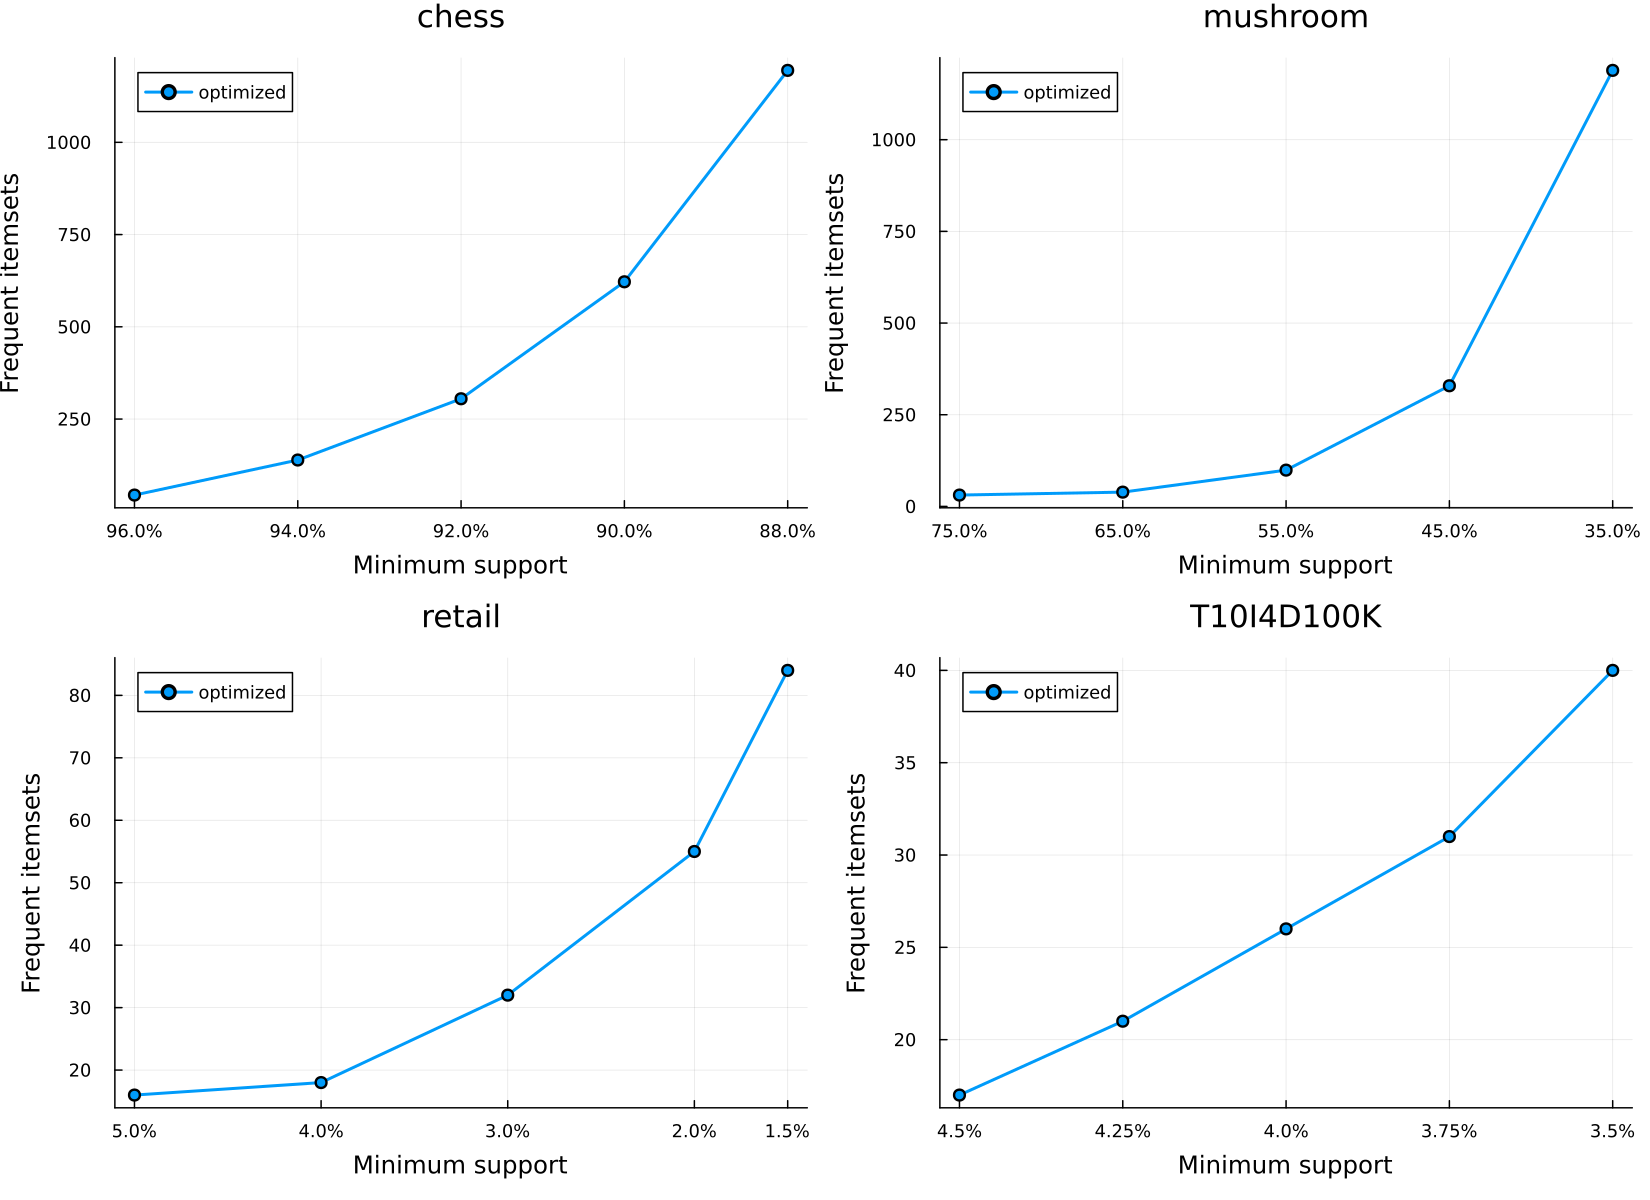 chess
optimized
1000
750
500
250
Frequent itemsets
96.0% 94.0% 92.0% 90.0% 88.0%
Minimum support
mushroom
optimized
1000
750
500
250
0
Frequent itemsets
75.0% 65.0% 55.0% 45.0% 35.0%
Minimum support
retail
optimized
80
70
60
50
40
30
20
Frequent itemsets
5.0% 4.0% 3.0% 2.0% 1.5%
Minimum support
T10I4D100K
optimized
40
35
30
25
20
Frequent itemsets
4.5% 4.25% 4.0% 3.75% 3.5%
Minimum support